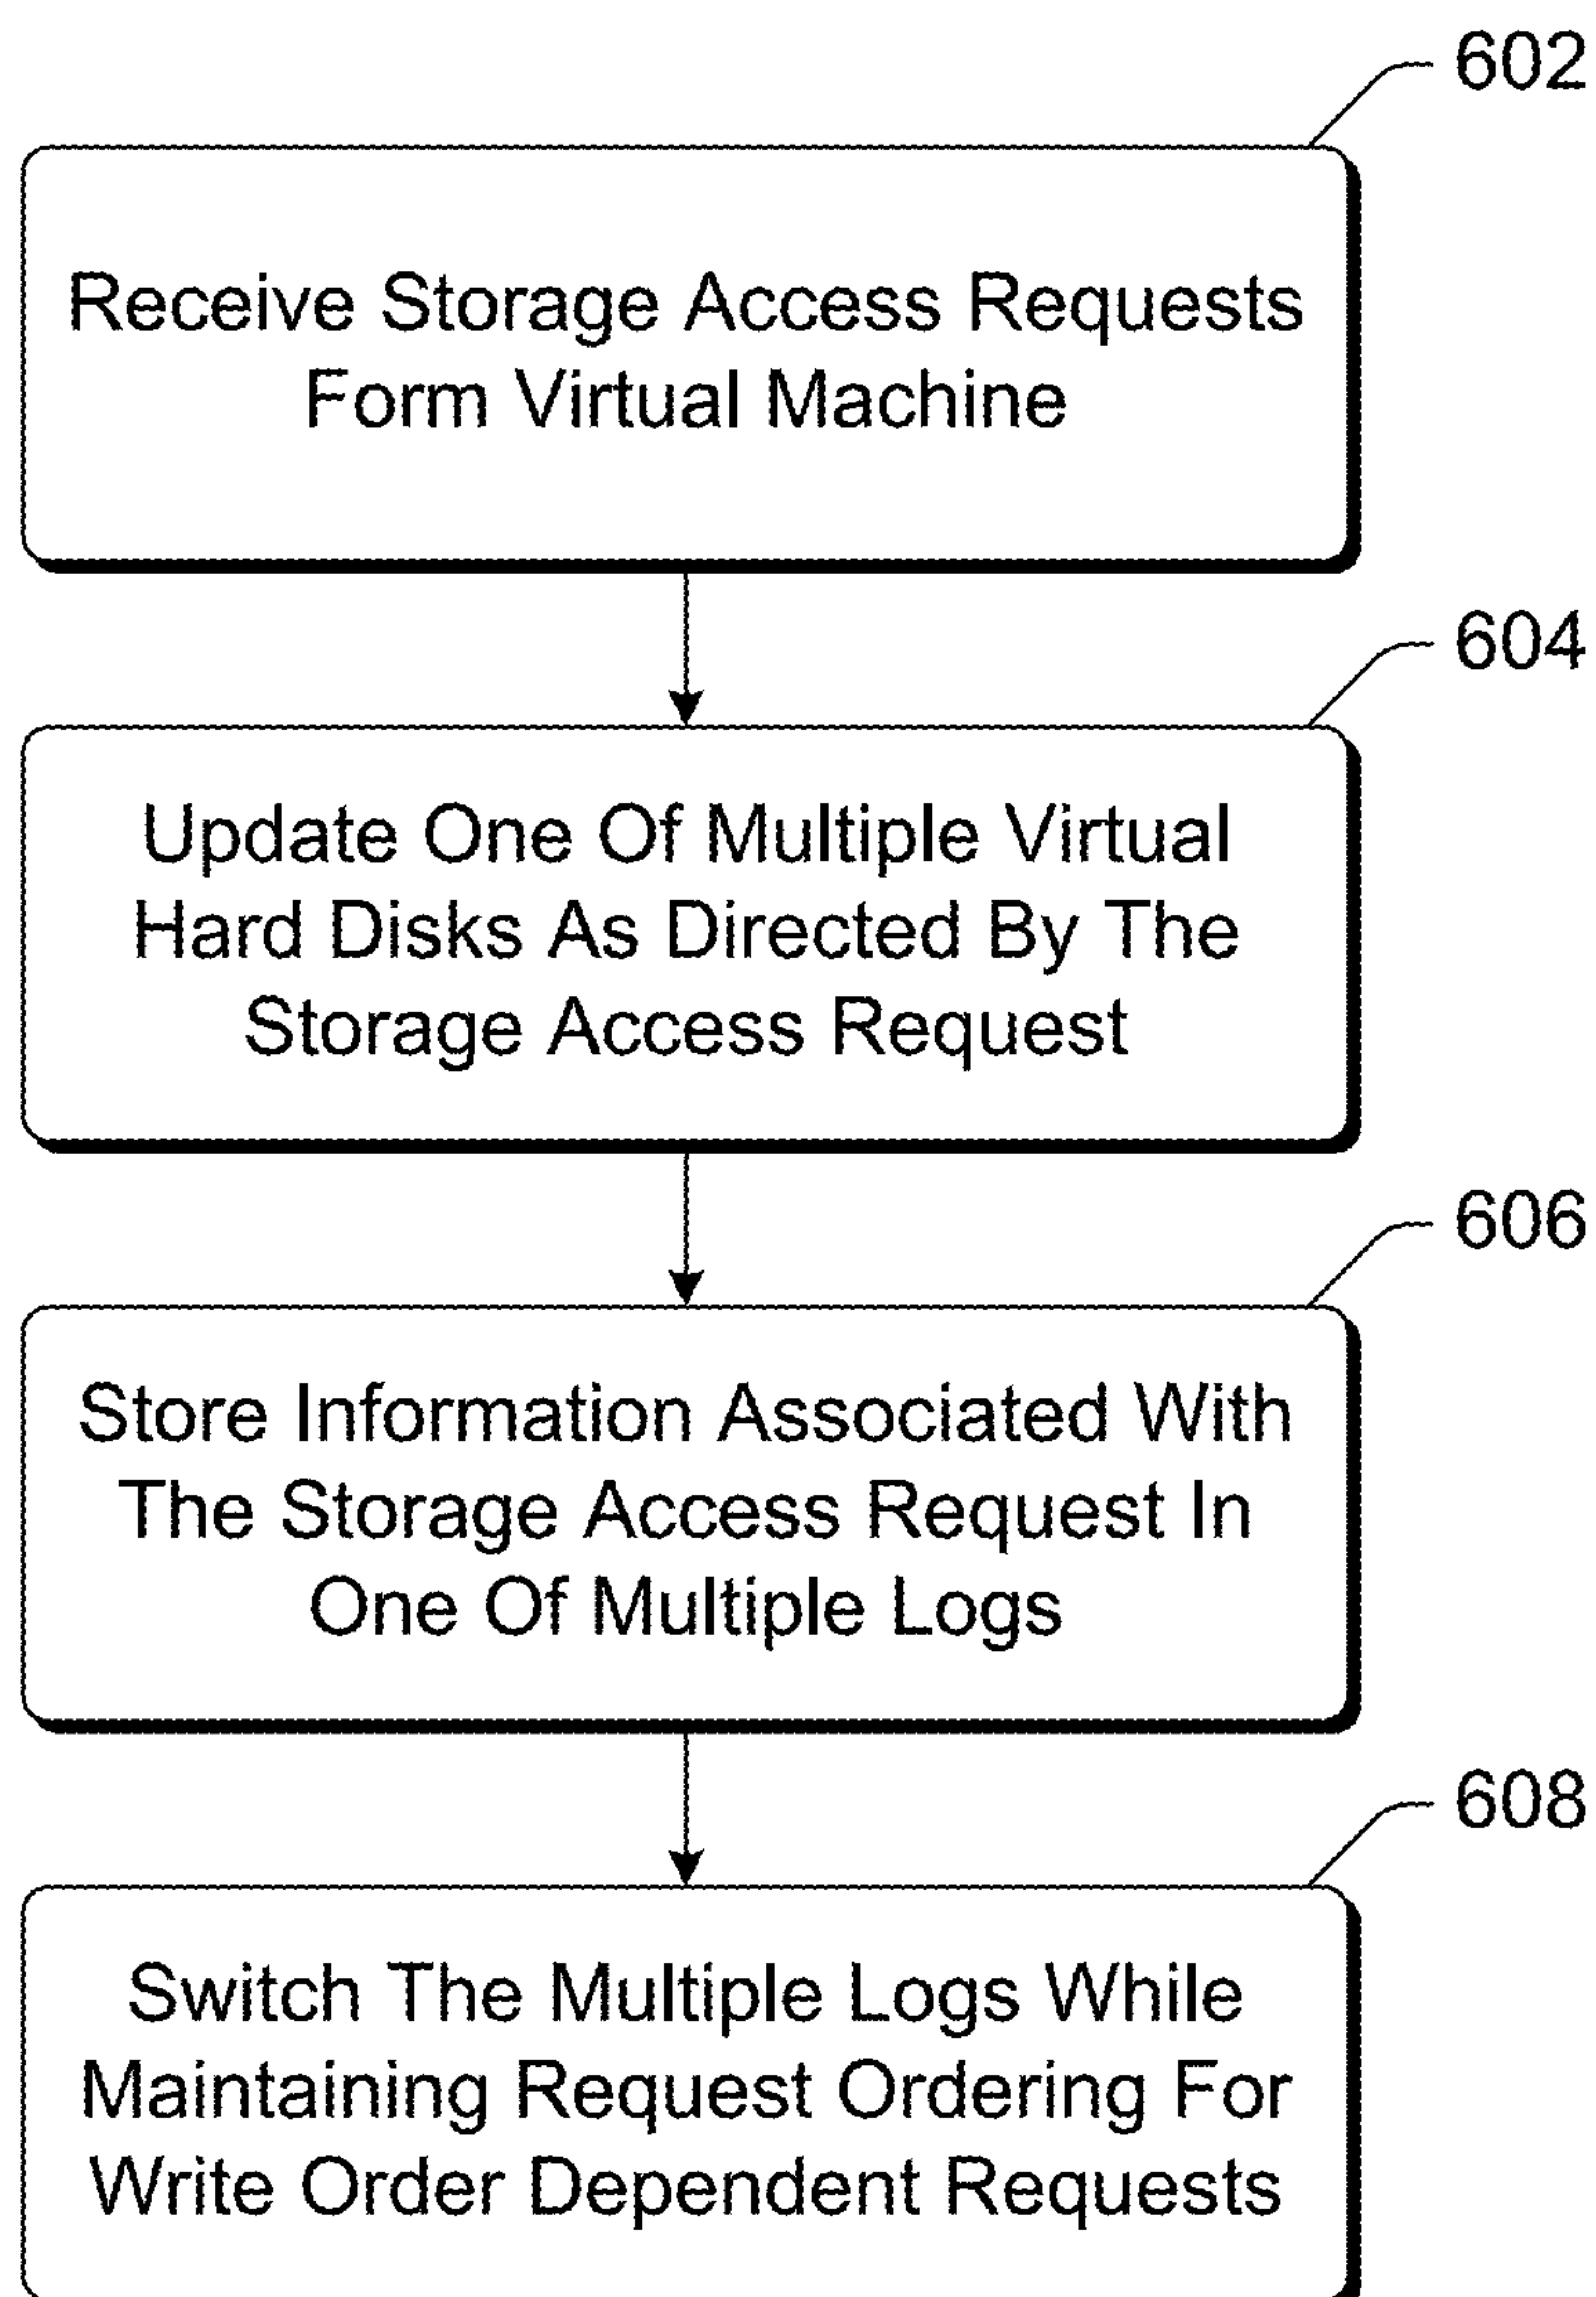 602
Receive Storage Access Requests
Form Virtual Machine
604
Update One Of Multiple Virtual
Hard Disks As Directed By The
Storage Access Request
606
Store Information Associated With
The Storage Access Request In
One Of Multiple Logs
608
Switch The Multiple Logs While
Maintaining Request Ordering For
Write Order Dependent Requests